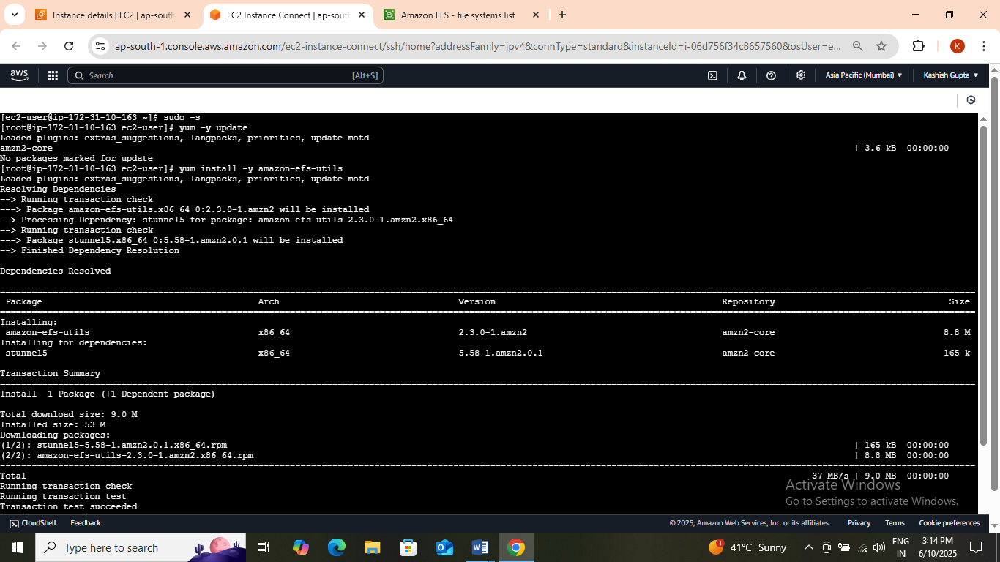 Instance details | EC2 | ap-south
EC2 Instance Connect | ap-sou
Amazon EFS - file systems list
ap-south-1.console.aws.amazon.com/ec2-instance-connect/ssh/home?addressFamily=ipv4&connType=standard&instanceId=i-06d756f34c8657560&osUser=e...
K
aws
Search
[Alt+S]
Asia Pacific (Mumbai)
Kashish Gupta
[ec2-user@ip-172-31-10-163 ~]$ sudo -s
[root@ip-172-31-10-163 ec2-user]# yum -y update
Loaded plugins: extras_suggestions, langpacks, priorities, update-motd
amzn2-core | 3.6 kB 00:00:00
No packages marked for update
[root@ip-172-31-10-163 ec2-user]# yum install -y amazon-efs-utils
Loaded plugins: extras_suggestions, langpacks, priorities, update-motd
Resolving Dependencies
--> Running transaction check
---> Package amazon-efs-utils.x86_64 0:2.3.0-1.amzn2 will be installed
--> Processing Dependency: stunnel5 for package: amazon-efs-utils-2.3.0-1.amzn2.x86_64
--> Running transaction check
---> Package stunnel5.x86_64 0:5.58-1.amzn2.0.1 will be installed
--> Finished Dependency Resolution
Dependencies Resolved
Package Arch Version Repository Size
Installing:
amazon-efs-utils x86_64 2.3.0-1.amzn2 amzn2-core 8.8 M
Installing for dependencies:
stunnel5 x86_64 5.58-1.amzn2.0.1 amzn2-core 165 k
Transaction Summary
Install 1 Package (+1 Dependent package)
Total download size: 9.0 M
Installed size: 53 M
Downloading packages:
(1/2): stunnel5-5.58-1.amzn2.0.1.x86_64.rpm | 165 kB 00:00:00
(2/2): amazon-efs-utils-2.3.0-1.amzn2.x86_64.rpm | 8.8 MB 00:00:00
Total 37 MB/s | 9.0 MB 00:00:00
Running transaction check
Running transaction test
Transaction test succeeded
Activate Windows
Go to Settings to activate Windows.
CloudShell
Feedback
© 2025, Amazon Web Services, Inc. or its affiliates.
Privacy
Terms
Cookie preferences
Type here to search
1
41°C Sunny
ENG
IN
3:14 PM
6/10/2025